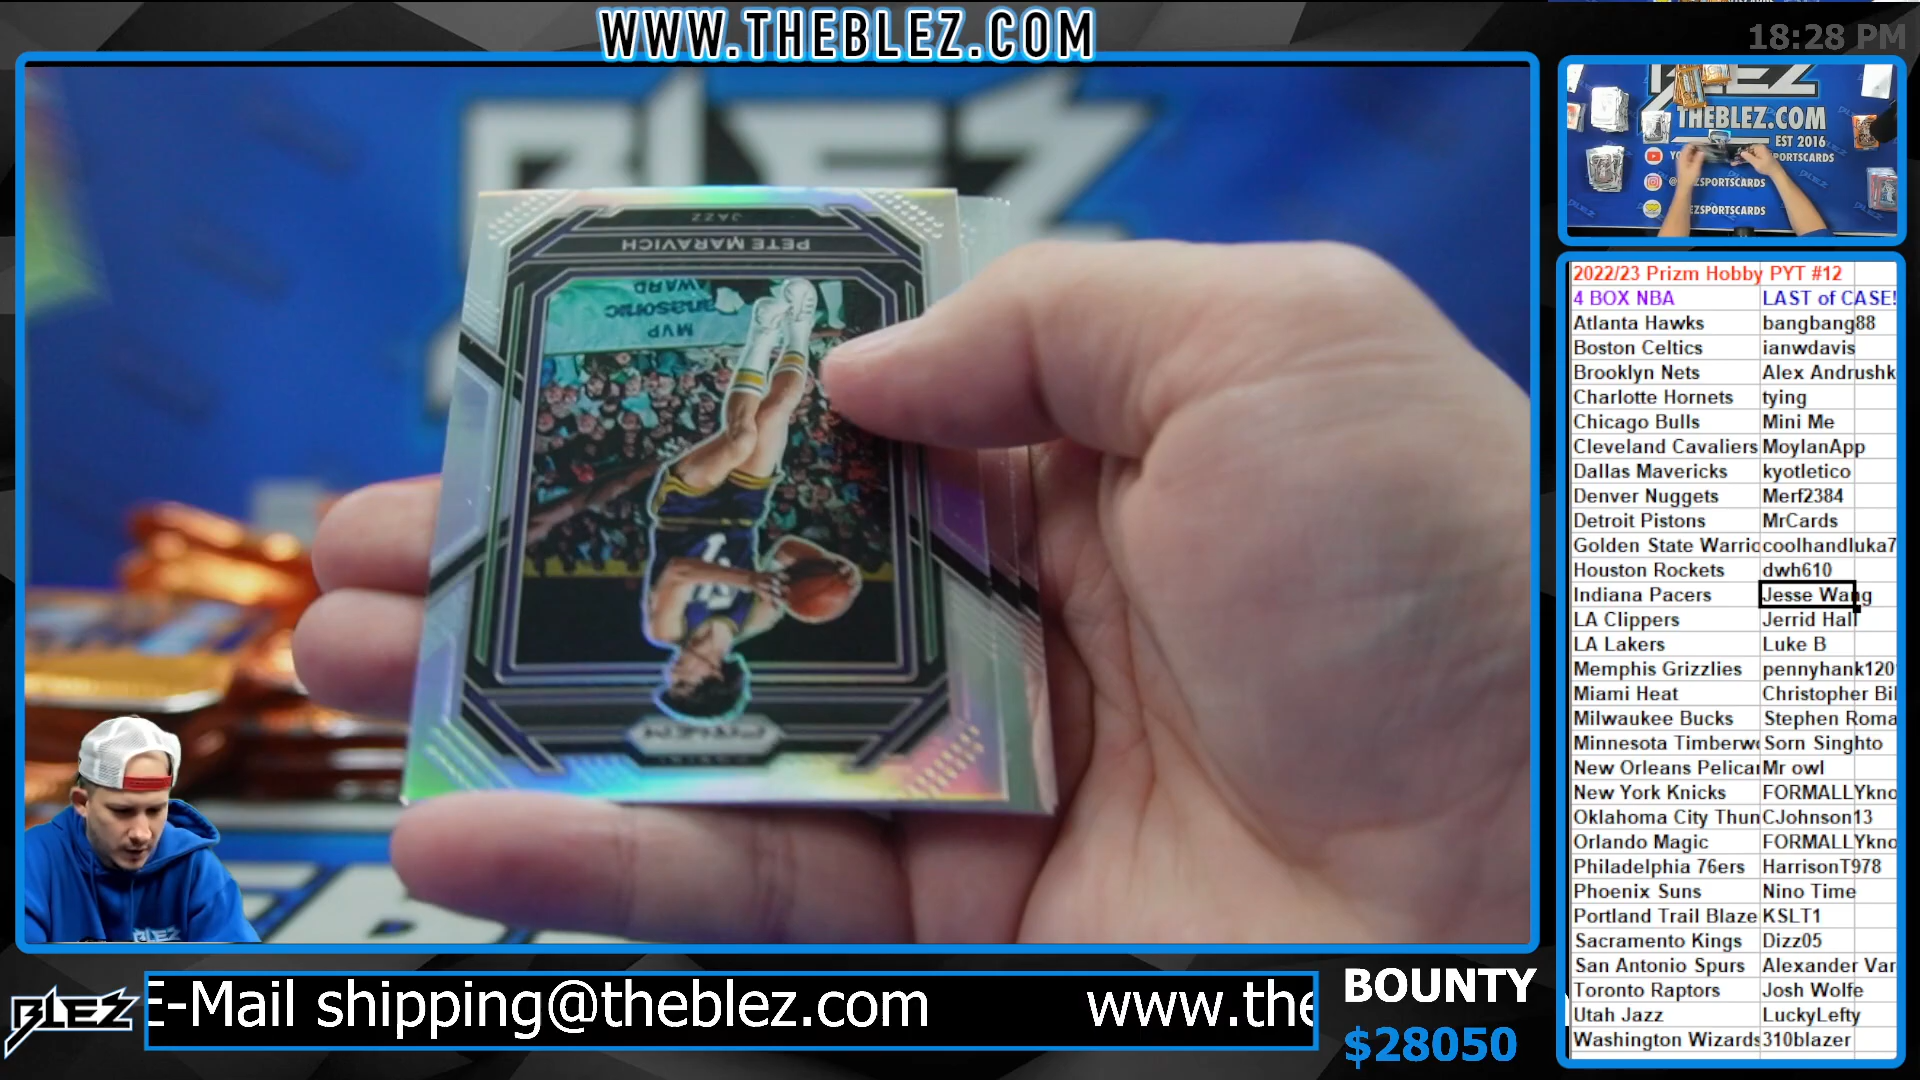 WWW.THEBLEZ.COM
18:28 PM
BLEZ
JAZZ
PETE MARAVICH
MVP
AWARD
PRIZM
THEBLEZ.COM
EST 2016
2022/23 Prizm Hobby PYT #12
4 BOX NBA LAST of CASE!
Atlanta Hawks bangbang88
Boston Celtics ianwdavis
Brooklyn Nets Alex Andrushk
Charlotte Hornets tying
Chicago Bulls Mini Me
Cleveland Cavaliers MoylanApp
Dallas Mavericks kyotletico
Denver Nuggets Merf2384
Detroit Pistons MrCards
Golden State Warrio coolhandluka7
Houston Rockets dwh610
Indiana Pacers Jesse Wang
LA Clippers Jerrid Hall
LA Lakers Luke B
Memphis Grizzlies pennyhank120
Miami Heat Christopher Bil
Milwaukee Bucks Stephen Roma
Minnesota Timberwo Sorn Singhto
New Orleans Pelica Mr owl
New York Knicks FORMALLYkno
Oklahoma City Thun CJohnson13
Orlando Magic FORMALLYkno
Philadelphia 76ers HarrisonT978
Phoenix Suns Nino Time
Portland Trail Blaze KSLT1
Sacramento Kings Dizz05
San Antonio Spurs Alexander Var
Toronto Raptors Josh Wolfe
Utah Jazz LuckyLefty
Washington Wizards 310blazer
BLEZ
E-Mail shipping@theblez.com www.the
BOUNTY
$28050